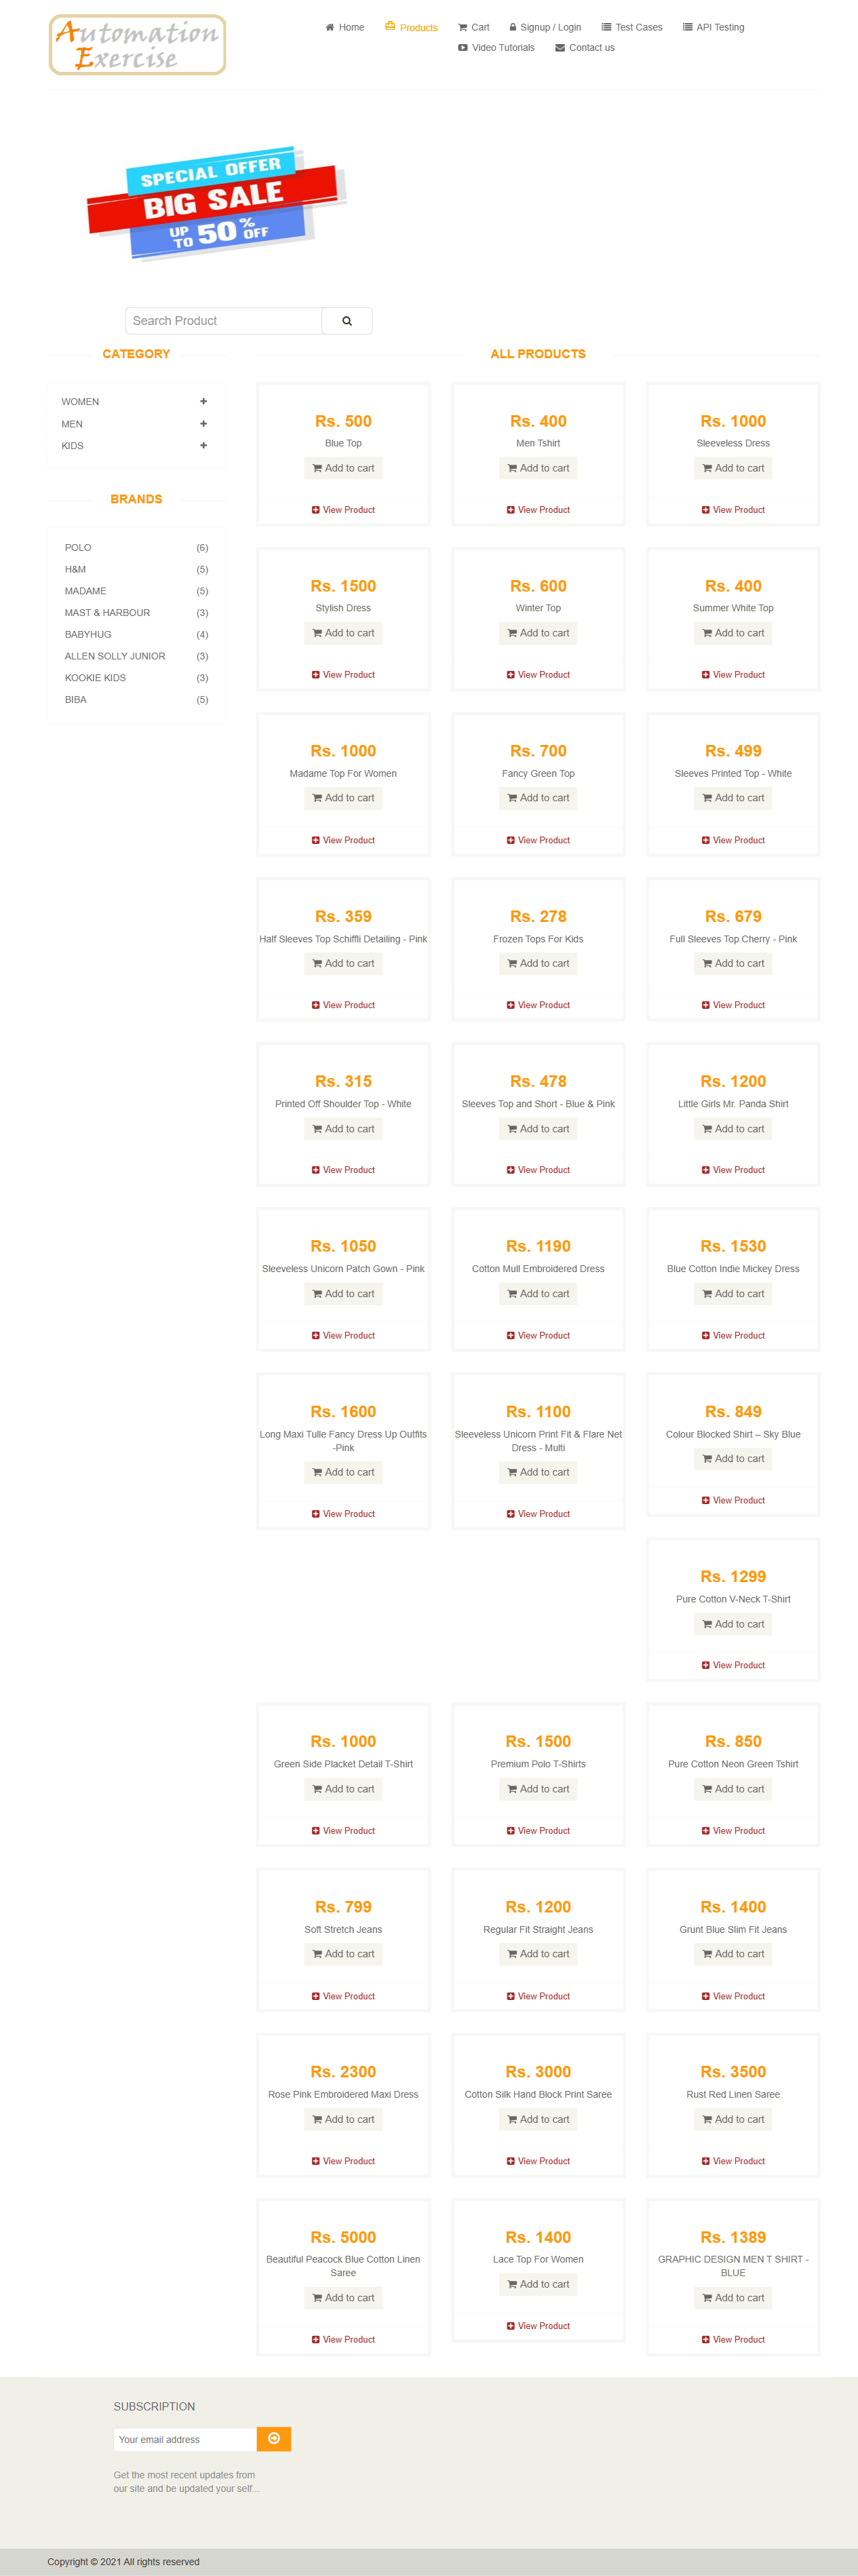 Automation
Exercise
Home
Products
Cart
Signup / Login
Test Cases
API Testing
Video Tutorials
Contact us
SPECIAL OFFER
BIG SALE
UP TO 50% OFF
Search Product
CATEGORY
WOMEN
MEN
KIDS
BRANDS
POLO (6)
H&M (5)
MADAME (5)
MAST & HARBOUR (3)
BABYHUG (4)
ALLEN SOLLY JUNIOR (3)
KOOKIE KIDS (3)
BIBA (5)
ALL PRODUCTS
Rs. 500
Blue Top
Add to cart
View Product
Rs. 400
Men Tshirt
Add to cart
View Product
Rs. 1000
Sleeveless Dress
Add to cart
View Product
Rs. 1500
Stylish Dress
Add to cart
View Product
Rs. 600
Winter Top
Add to cart
View Product
Rs. 400
Summer White Top
Add to cart
View Product
Rs. 1000
Madame Top For Women
Add to cart
View Product
Rs. 700
Fancy Green Top
Add to cart
View Product
Rs. 499
Sleeves Printed Top - White
Add to cart
View Product
Rs. 359
Half Sleeves Top Schiffli Detailing - Pink
Add to cart
View Product
Rs. 278
Frozen Tops For Kids
Add to cart
View Product
Rs. 679
Full Sleeves Top Cherry - Pink
Add to cart
View Product
Rs. 315
Printed Off Shoulder Top - White
Add to cart
View Product
Rs. 478
Sleeves Top and Short - Blue & Pink
Add to cart
View Product
Rs. 1200
Little Girls Mr. Panda Shirt
Add to cart
View Product
Rs. 1050
Sleeveless Unicorn Patch Gown - Pink
Add to cart
View Product
Rs. 1190
Cotton Mull Embroidered Dress
Add to cart
View Product
Rs. 1530
Blue Cotton Indie Mickey Dress
Add to cart
View Product
Rs. 1600
Long Maxi Tulle Fancy Dress Up Outfits
-Pink
Add to cart
View Product
Rs. 1100
Sleeveless Unicorn Print Fit & Flare Net
Dress - Multi
Add to cart
View Product
Rs. 849
Colour Blocked Shirt – Sky Blue
Add to cart
View Product
Rs. 1299
Pure Cotton V-Neck T-Shirt
Add to cart
View Product
Rs. 1000
Green Side Placket Detail T-Shirt
Add to cart
View Product
Rs. 1500
Premium Polo T-Shirts
Add to cart
View Product
Rs. 850
Pure Cotton Neon Green Tshirt
Add to cart
View Product
Rs. 799
Soft Stretch Jeans
Add to cart
View Product
Rs. 1200
Regular Fit Straight Jeans
Add to cart
View Product
Rs. 1400
Grunt Blue Slim Fit Jeans
Add to cart
View Product
Rs. 2300
Rose Pink Embroidered Maxi Dress
Add to cart
View Product
Rs. 3000
Cotton Silk Hand Block Print Saree
Add to cart
View Product
Rs. 3500
Rust Red Linen Saree
Add to cart
View Product
Rs. 5000
Beautiful Peacock Blue Cotton Linen
Saree
Add to cart
View Product
Rs. 1400
Lace Top For Women
Add to cart
View Product
Rs. 1389
GRAPHIC DESIGN MEN T SHIRT -
BLUE
Add to cart
View Product
SUBSCRIPTION
Your email address
Get the most recent updates from
our site and be updated your self...
Copyright © 2021 All rights reserved